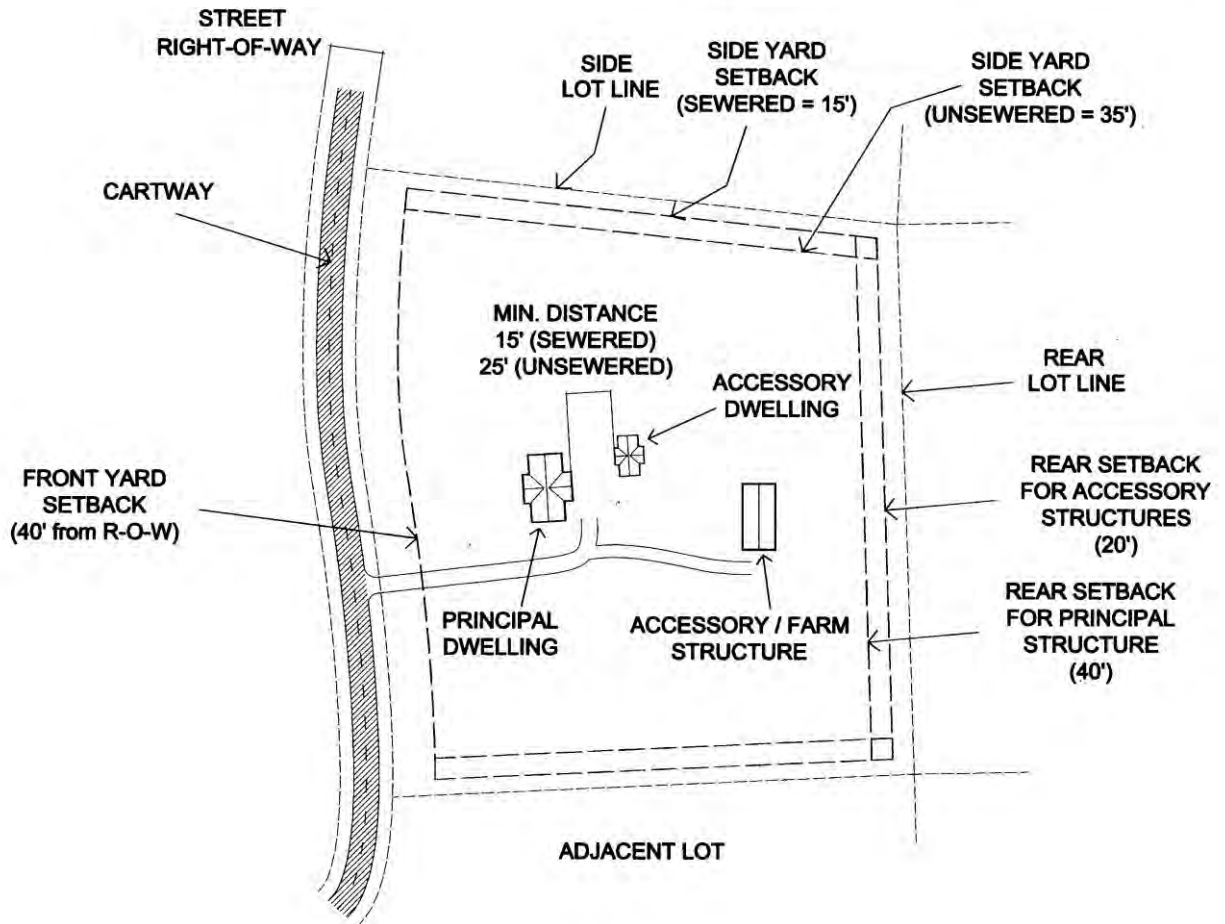 STREET
RIGHT-OF-WAY
SIDE
LOT LINE
SIDE YARD
SETBACK
(SEWERED = 15')
SIDE YARD
SETBACK
(UNSEWERED = 35')
CARTWAY
MIN. DISTANCE
15' (SEWERED)
25' (UNSEWERED)
ACCESSORY
DWELLING
REAR
LOT LINE
FRONT YARD
SETBACK
(40' from R-O-W)
REAR SETBACK
FOR ACCESSORY
STRUCTURES
(20')
PRINCIPAL
DWELLING
ACCESSORY / FARM
STRUCTURE
REAR SETBACK
FOR PRINCIPAL
STRUCTURE
(40')
ADJACENT LOT